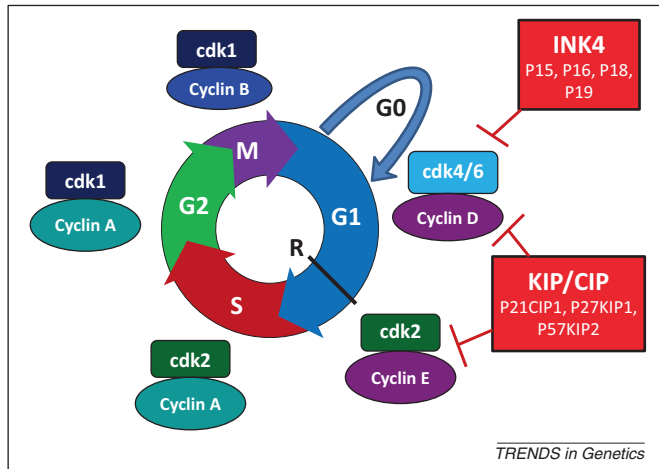 cdk1
Cyclin B
INK4
P15, P16, P18,
P19
G0
M
cdk1
Cyclin A
cdk4/6
Cyclin D
G2
G1
R
S
KIP/CIP
P21CIP1, P27KIP1,
P57KIP2
cdk2
Cyclin E
cdk2
Cyclin A
TRENDS in Genetics